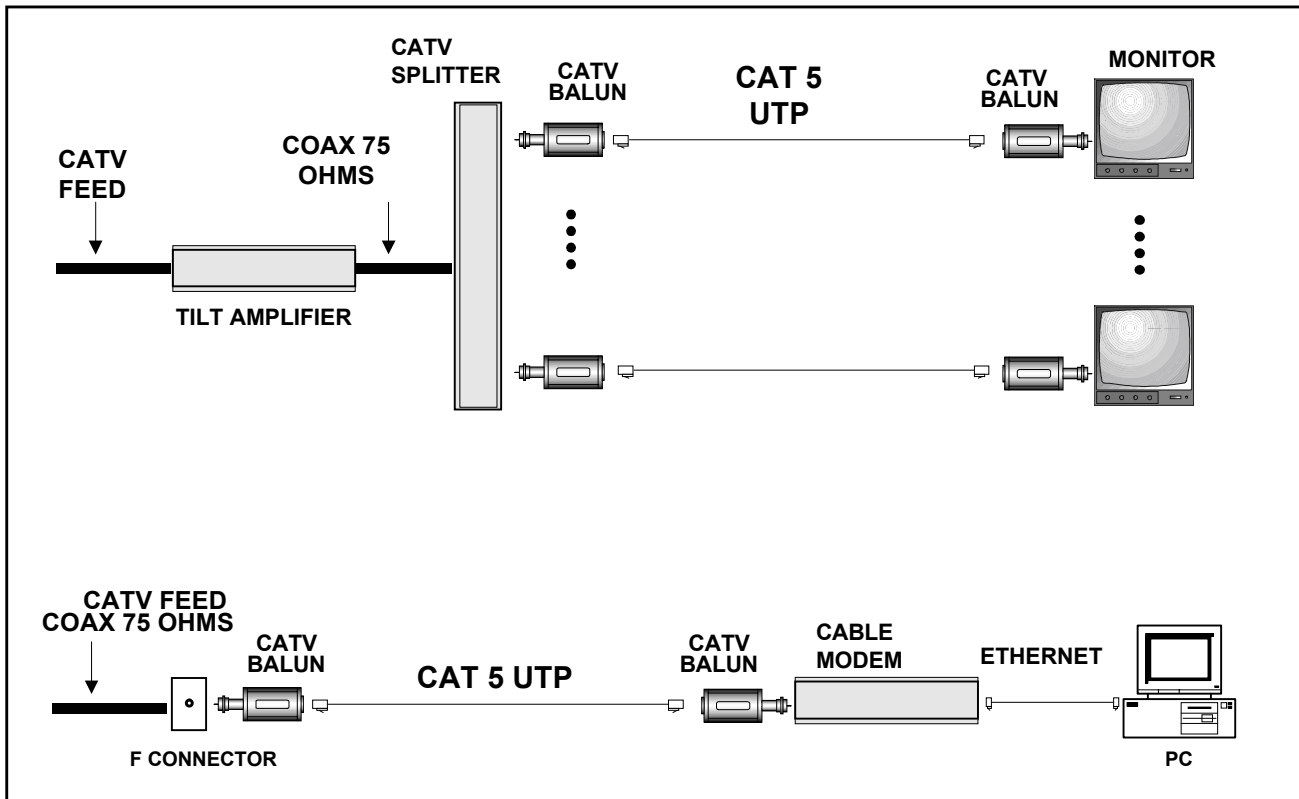 CATV
SPLITTER
CATV
BALUN
CAT 5
UTP
CATV
BALUN
MONITOR
CATV
FEED
COAX 75
OHMS
TILT AMPLIFIER
CATV FEED
COAX 75 OHMS
CATV
BALUN
CAT 5 UTP
CATV
BALUN
CABLE
MODEM
ETHERNET
F CONNECTOR
PC